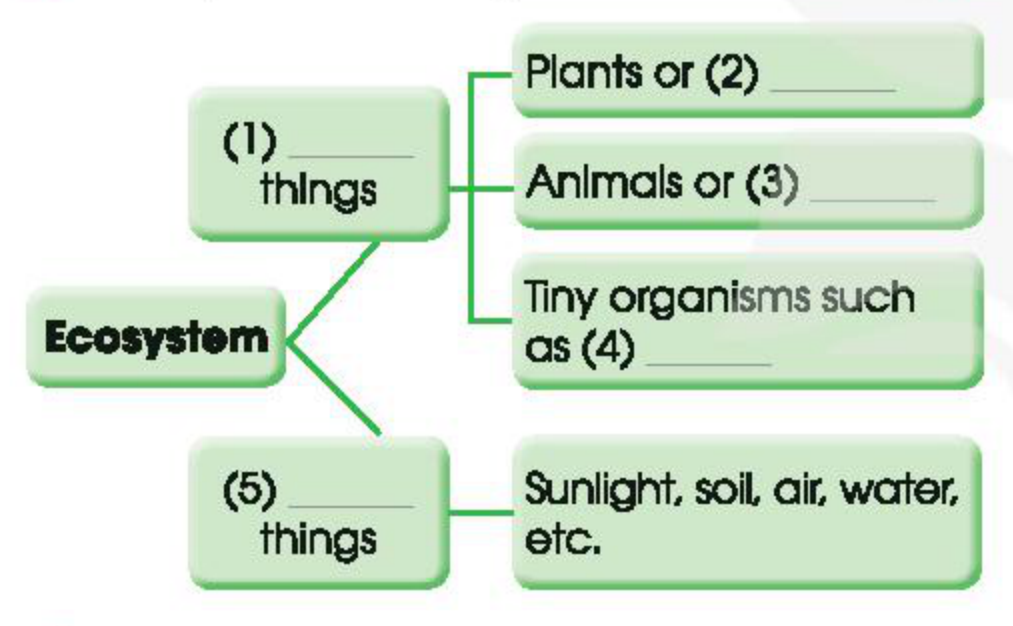 Plants or (2) ______
(1) ______
things
Animals or (3) ______
Tiny organisms such
as (4) ______
Ecosystem
(5) ______
things
Sunlight, soil, air, water,
etc.